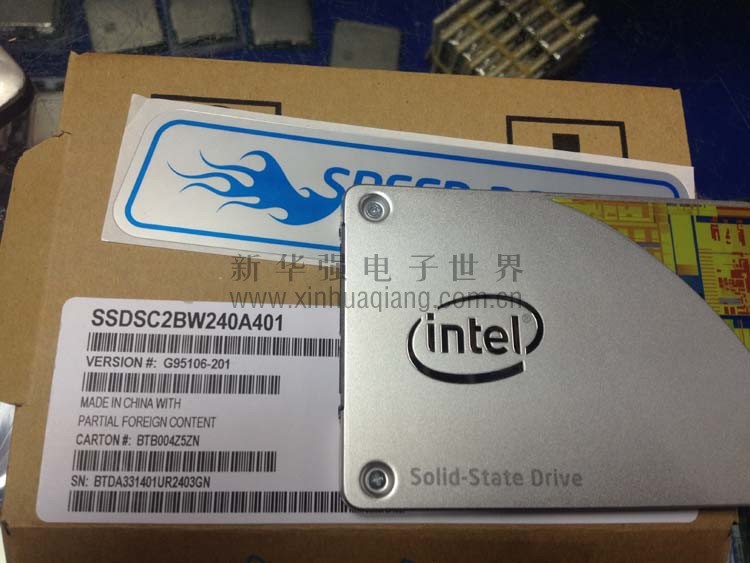 SPEED
新华强电子世界
www.xinhuaqiang.com.cn
SSDSC2BW240A401
VERSION #: G95106-201
MADE IN CHINA WITH
PARTIAL FOREIGN CONTENT
CARTON #: BTB004Z5ZN
SN: BTDA331401UR2403GN
intel
Solid-State Drive